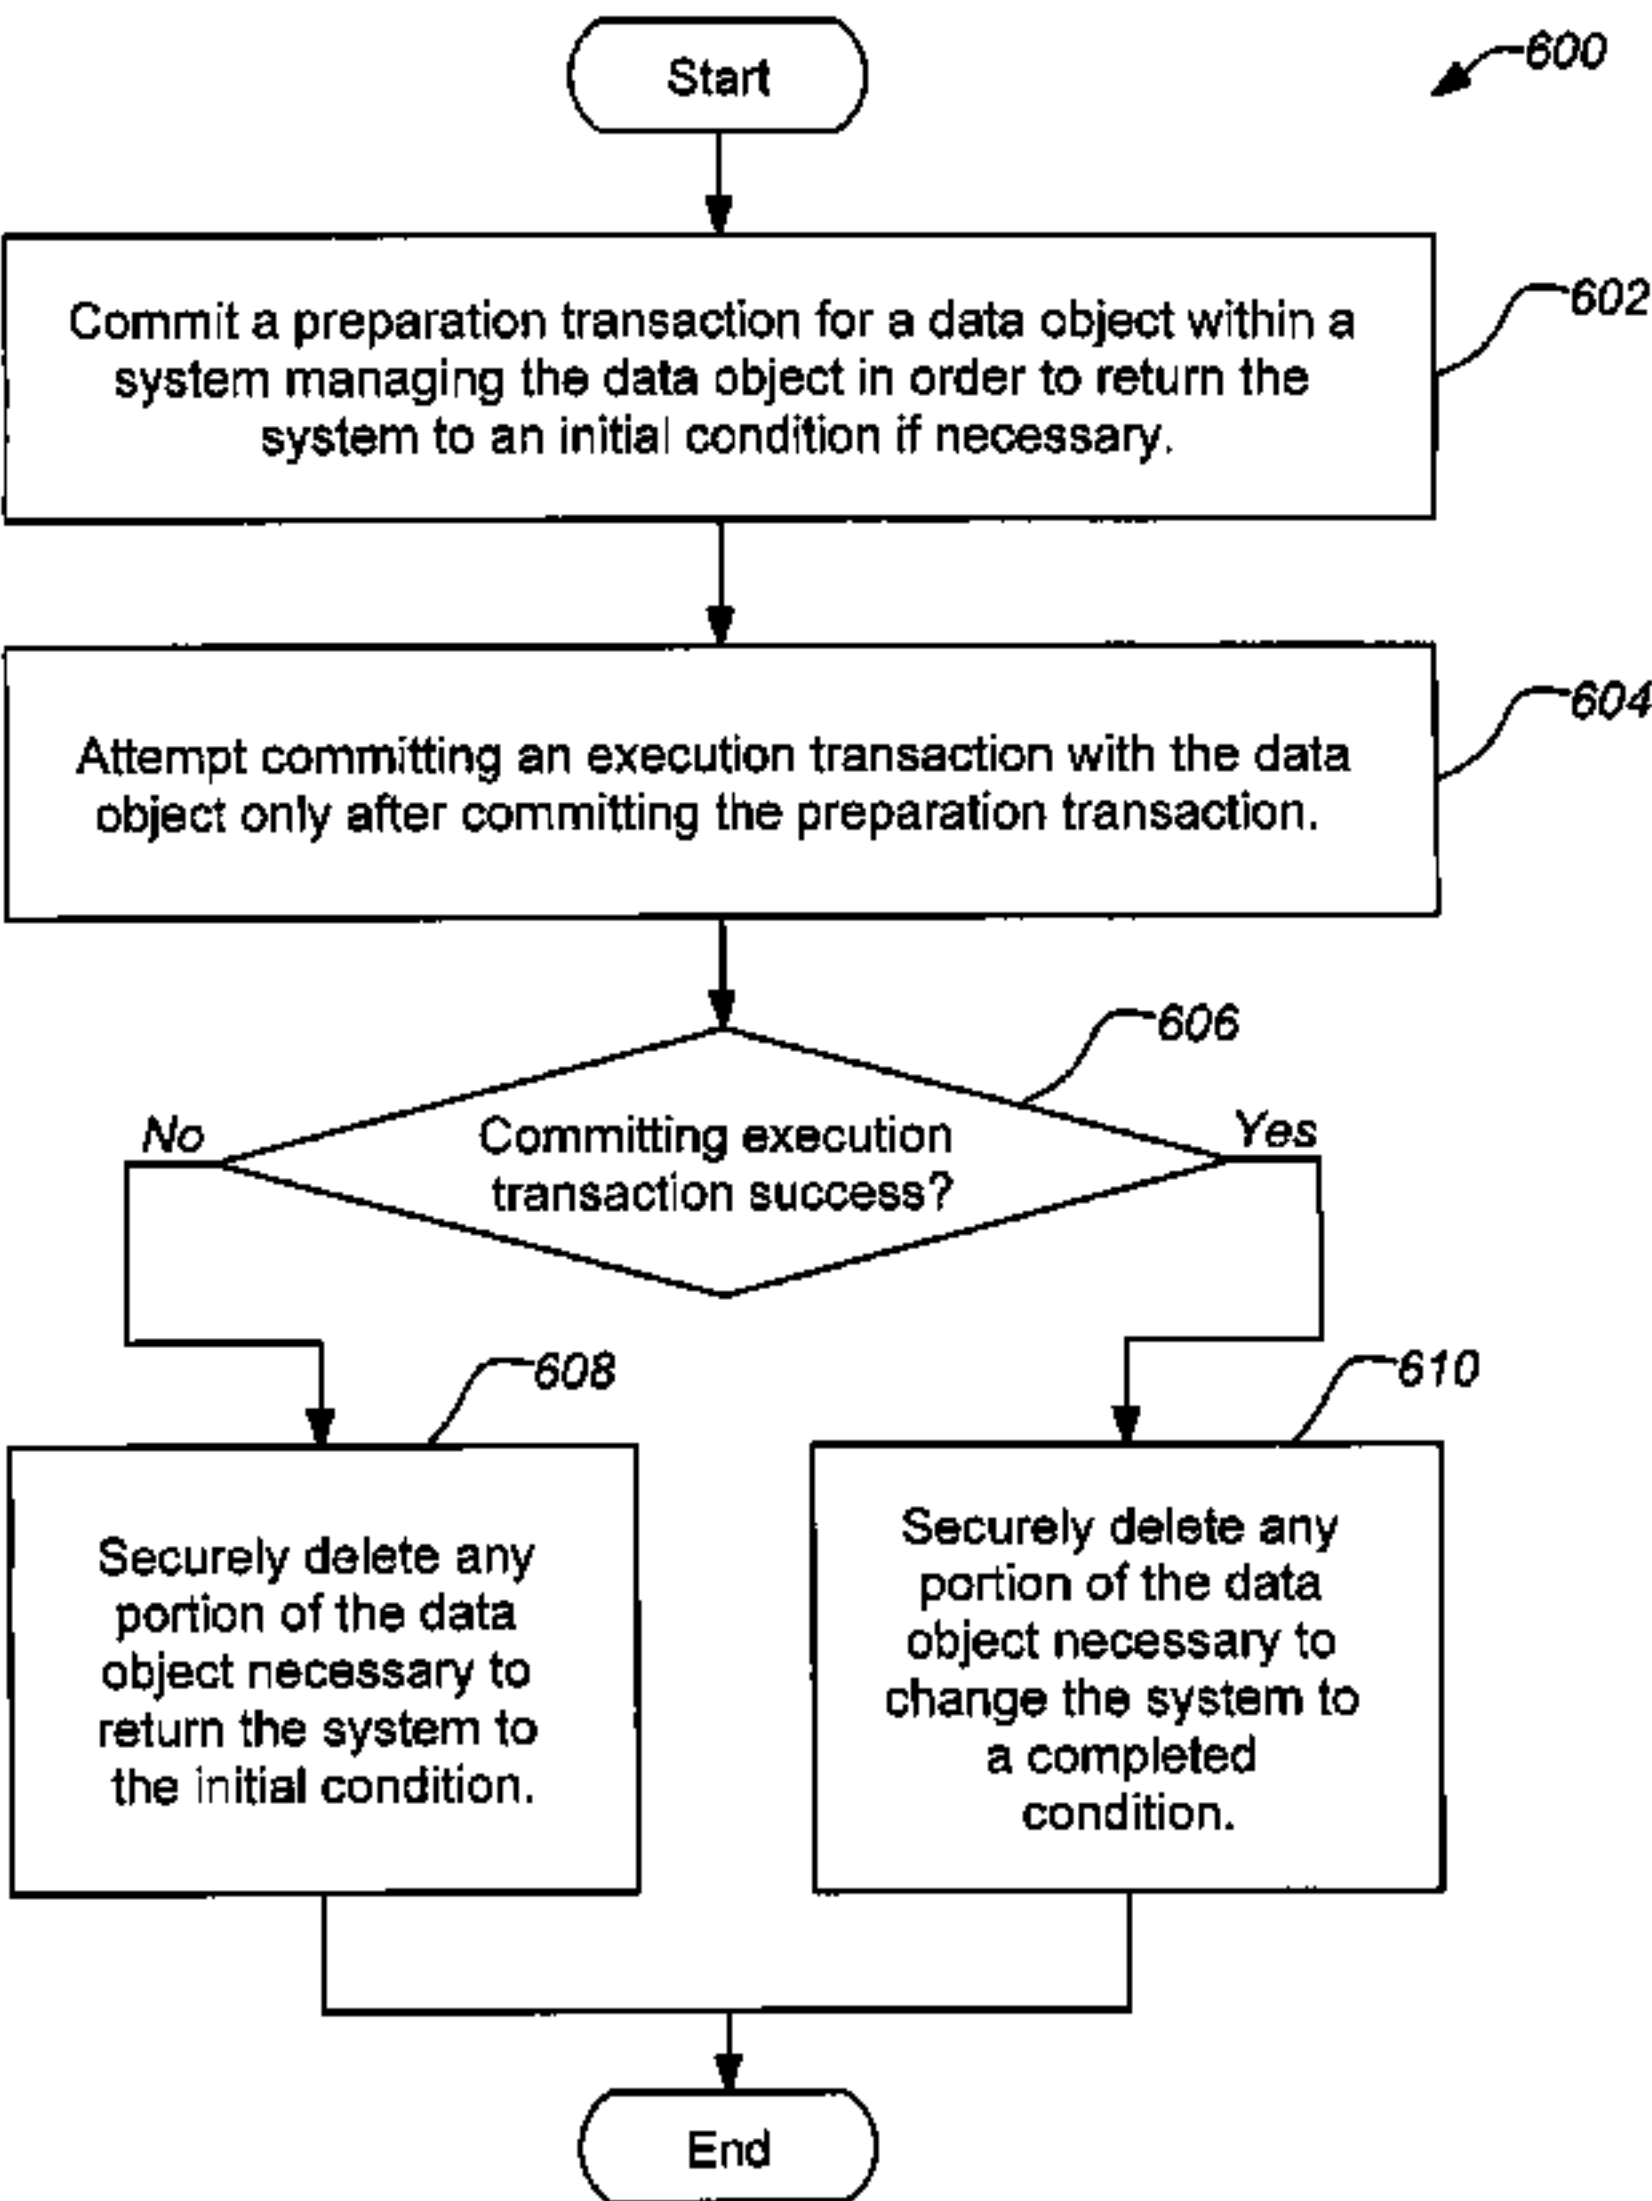 Start
600
Commit a preparation transaction for a data object within a
system managing the data object in order to return the
system to an initial condition if necessary.
602
Attempt committing an execution transaction with the data
object only after committing the preparation transaction.
604
606
No
Committing execution
transaction success?
Yes
608
Securely delete any
portion of the data
object necessary to
return the system to
the initial condition.
610
Securely delete any
portion of the data
object necessary to
change the system to
a completed
condition.
End